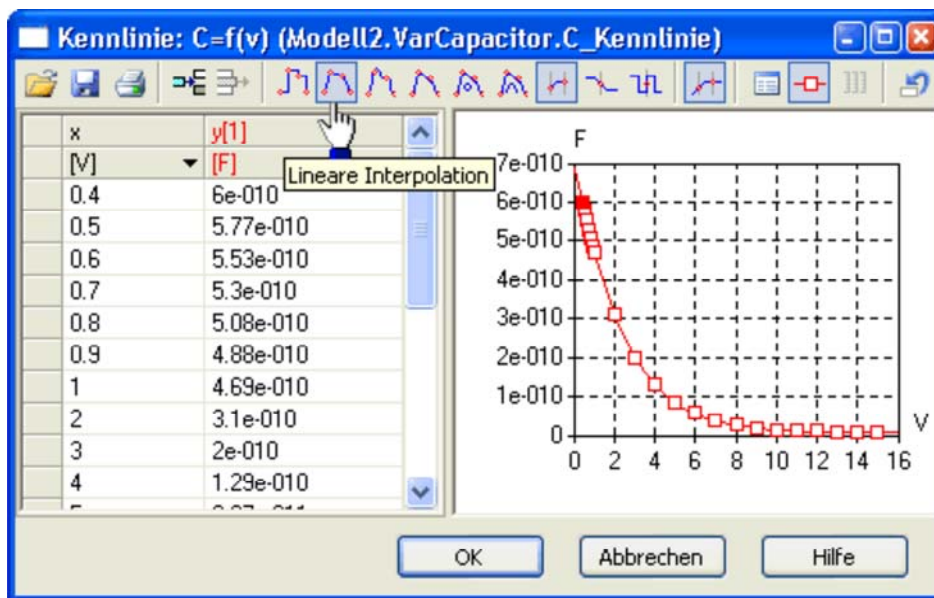 Kennlinie: C=f(v) (Modell2.VarCapacitor.C_Kennlinie)
x y[1]
[V] [F]
Lineare Interpolation
0.4 6e-010
0.5 5.77e-010
0.6 5.53e-010
0.7 5.3e-010
0.8 5.08e-010
0.9 4.88e-010
1 4.69e-010
2 3.1e-010
3 2e-010
4 1.29e-010
F
7e-010
6e-010
5e-010
4e-010
3e-010
2e-010
1e-010
0
V
0 2 4 6 8 10 12 14 16
OK Abbrechen Hilfe